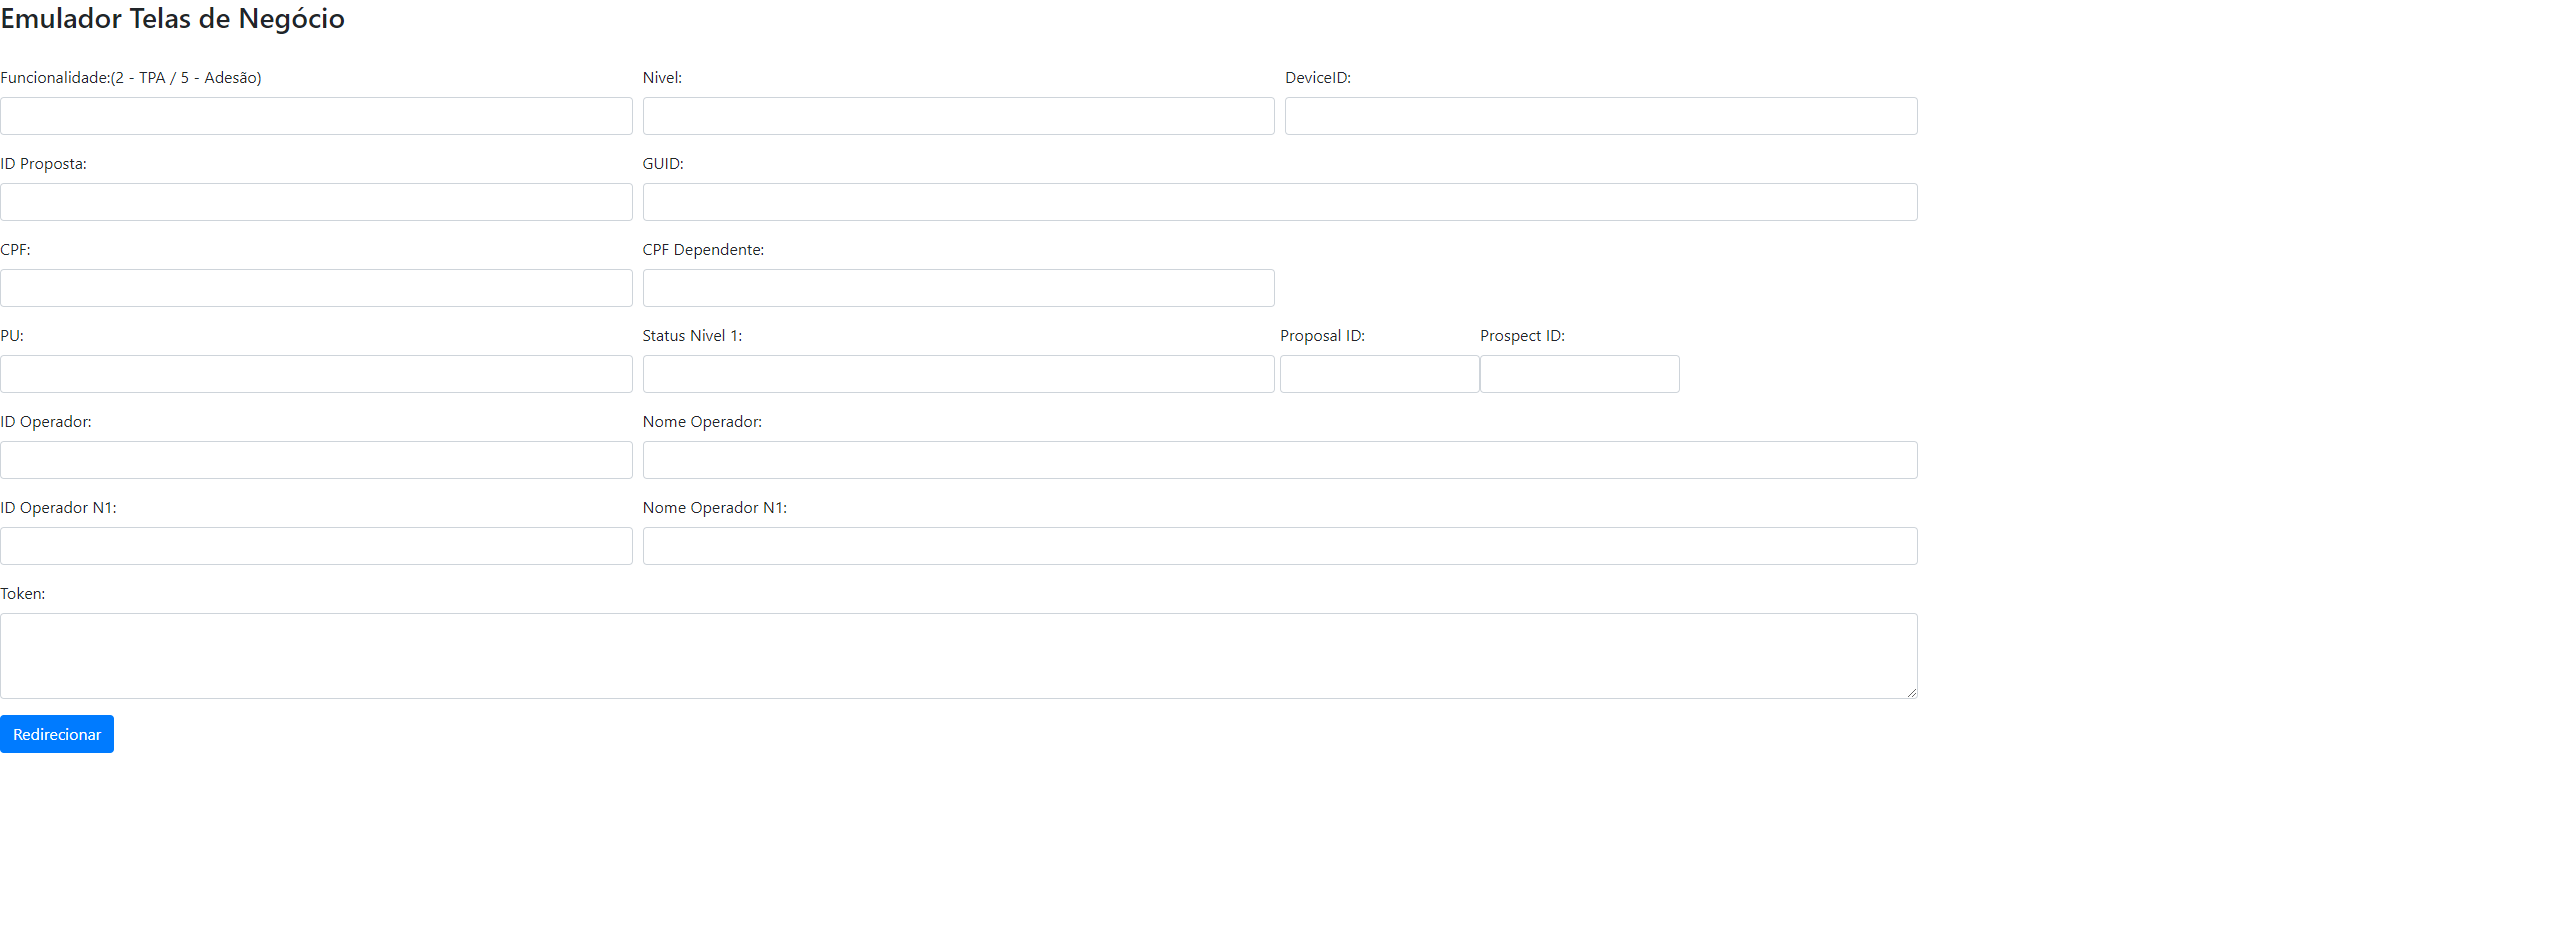 Emulador Telas de Negócio
Funcionalidade:(2 - TPA / 5 - Adesão)
Nivel:
DeviceID:
ID Proposta:
GUID:
CPF:
CPF Dependente:
PU:
Status Nivel 1:
Proposal ID:
Prospect ID:
ID Operador:
Nome Operador:
ID Operador N1:
Nome Operador N1:
Token:
Redirecionar